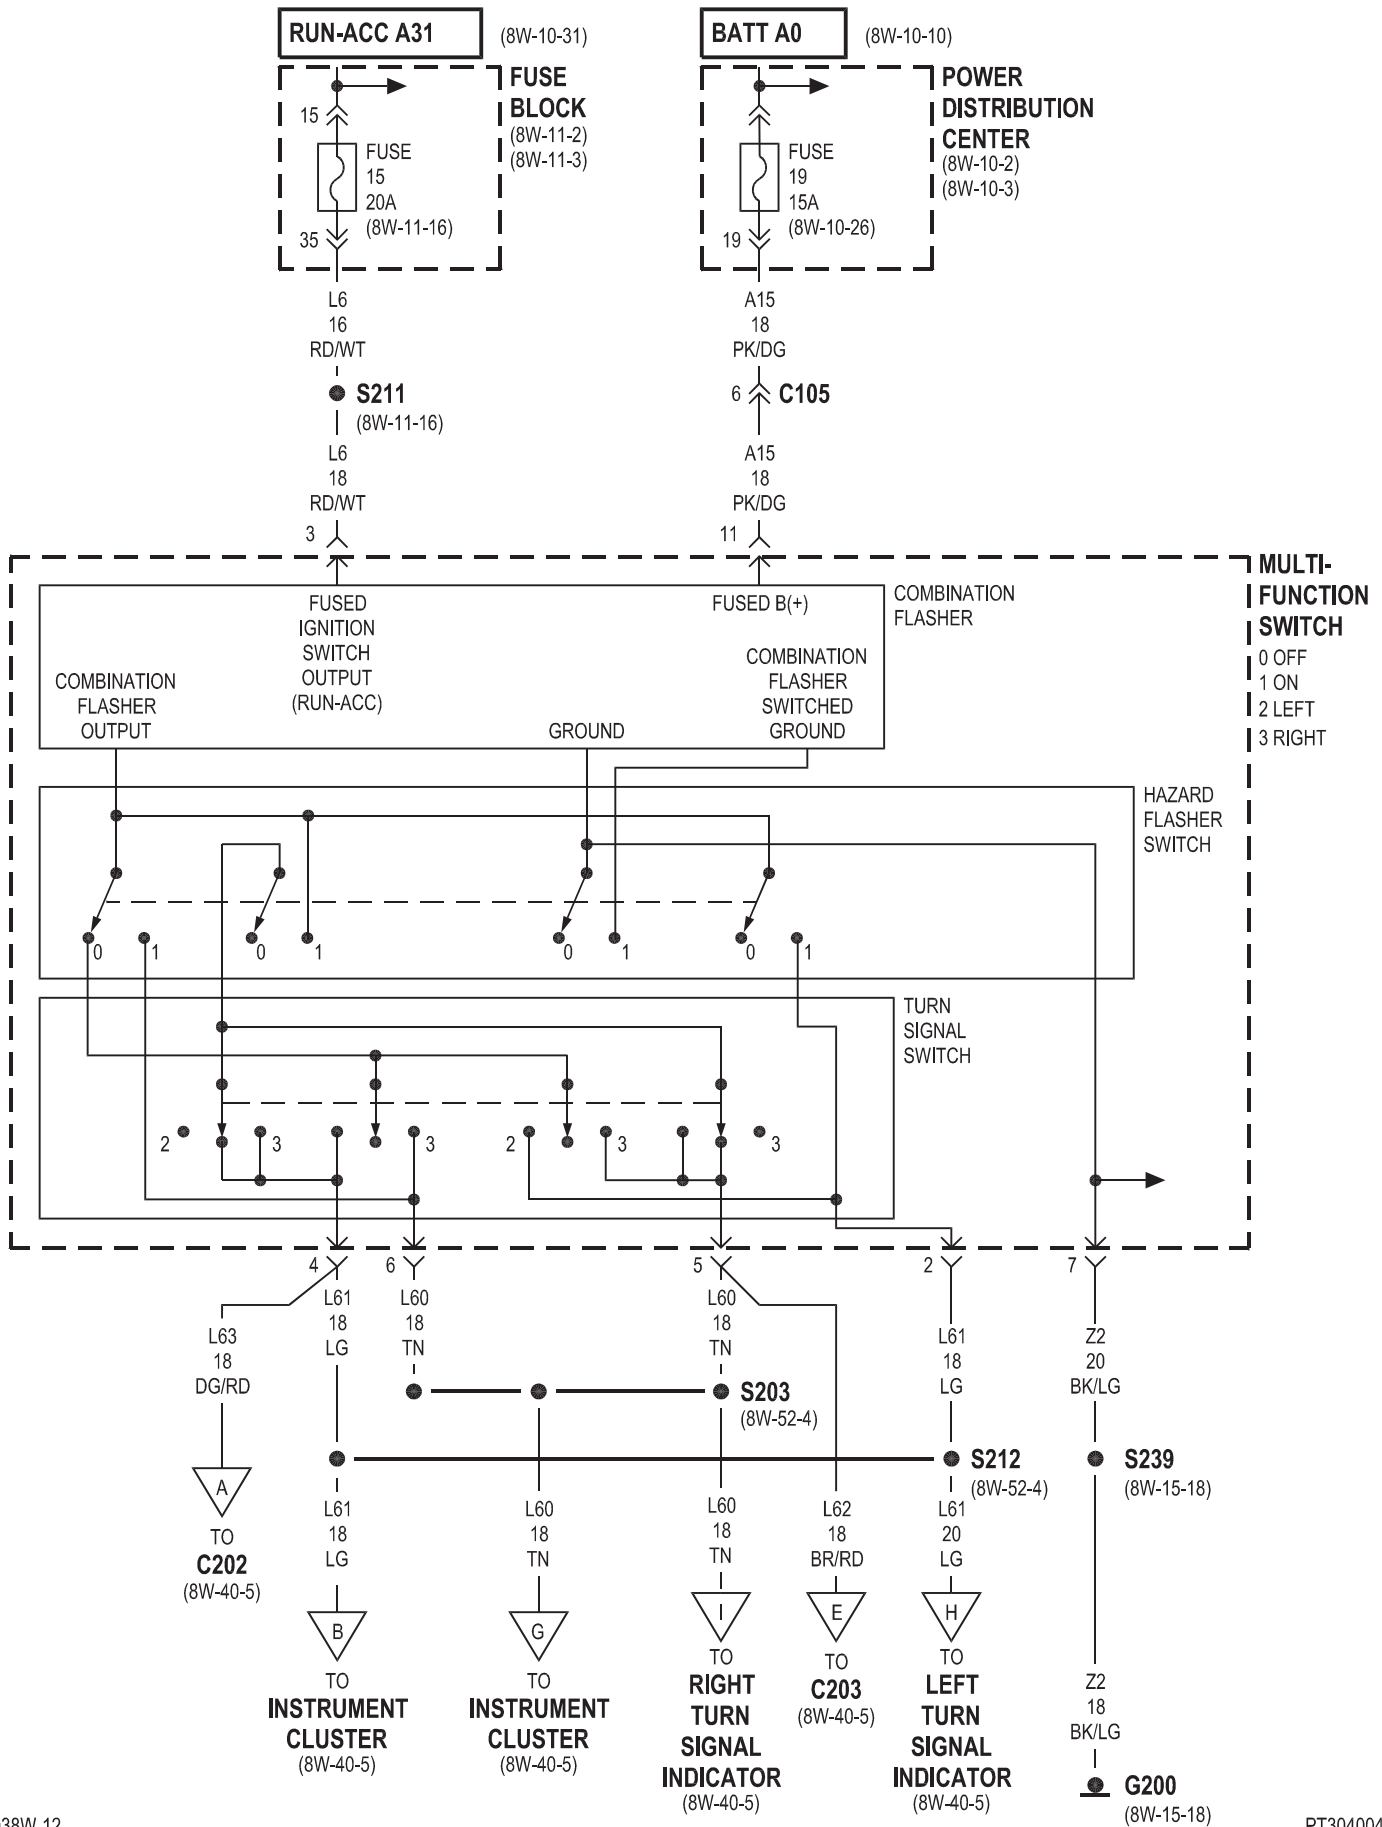 RUN-ACC A31
(8W-10-31)
BATT A0
(8W-10-10)
FUSE
BLOCK
(8W-11-2)
(8W-11-3)
15
FUSE
15
20A
(8W-11-16)
35
POWER
DISTRIBUTION
CENTER
(8W-10-2)
(8W-10-3)
FUSE
19
15A
(8W-10-26)
19
L6
16
RD/WT
S211
(8W-11-16)
L6
18
RD/WT
3
A15
18
PK/DG
6
C105
A15
18
PK/DG
11
MULTI-
FUNCTION
SWITCH
0 OFF
1 ON
2 LEFT
3 RIGHT
COMBINATION
FLASHER
FUSED
IGNITION
SWITCH
OUTPUT
(RUN-ACC)
FUSED B(+)
COMBINATION
FLASHER
OUTPUT
GROUND
COMBINATION
FLASHER
SWITCHED
GROUND
HAZARD
FLASHER
SWITCH
0
1
0
1
0
1
0
1
TURN
SIGNAL
SWITCH
2
3
3
2
3
3
4
6
5
2
7
L63
18
DG/RD
L61
18
LG
L60
18
TN
L60
18
TN
L61
18
LG
Z2
20
BK/LG
S203
(8W-52-4)
S212
(8W-52-4)
S239
(8W-15-18)
A
TO
C202
(8W-40-5)
L61
18
LG
B
TO
INSTRUMENT
CLUSTER
(8W-40-5)
L60
18
TN
G
TO
INSTRUMENT
CLUSTER
(8W-40-5)
L60
18
TN
I
TO
RIGHT
TURN
SIGNAL
INDICATOR
(8W-40-5)
L62
18
BR/RD
E
TO
C203
(8W-40-5)
L61
20
LG
H
TO
LEFT
TURN
SIGNAL
INDICATOR
(8W-40-5)
Z2
18
BK/LG
G200
(8W-15-18)
038W-12
PT304004